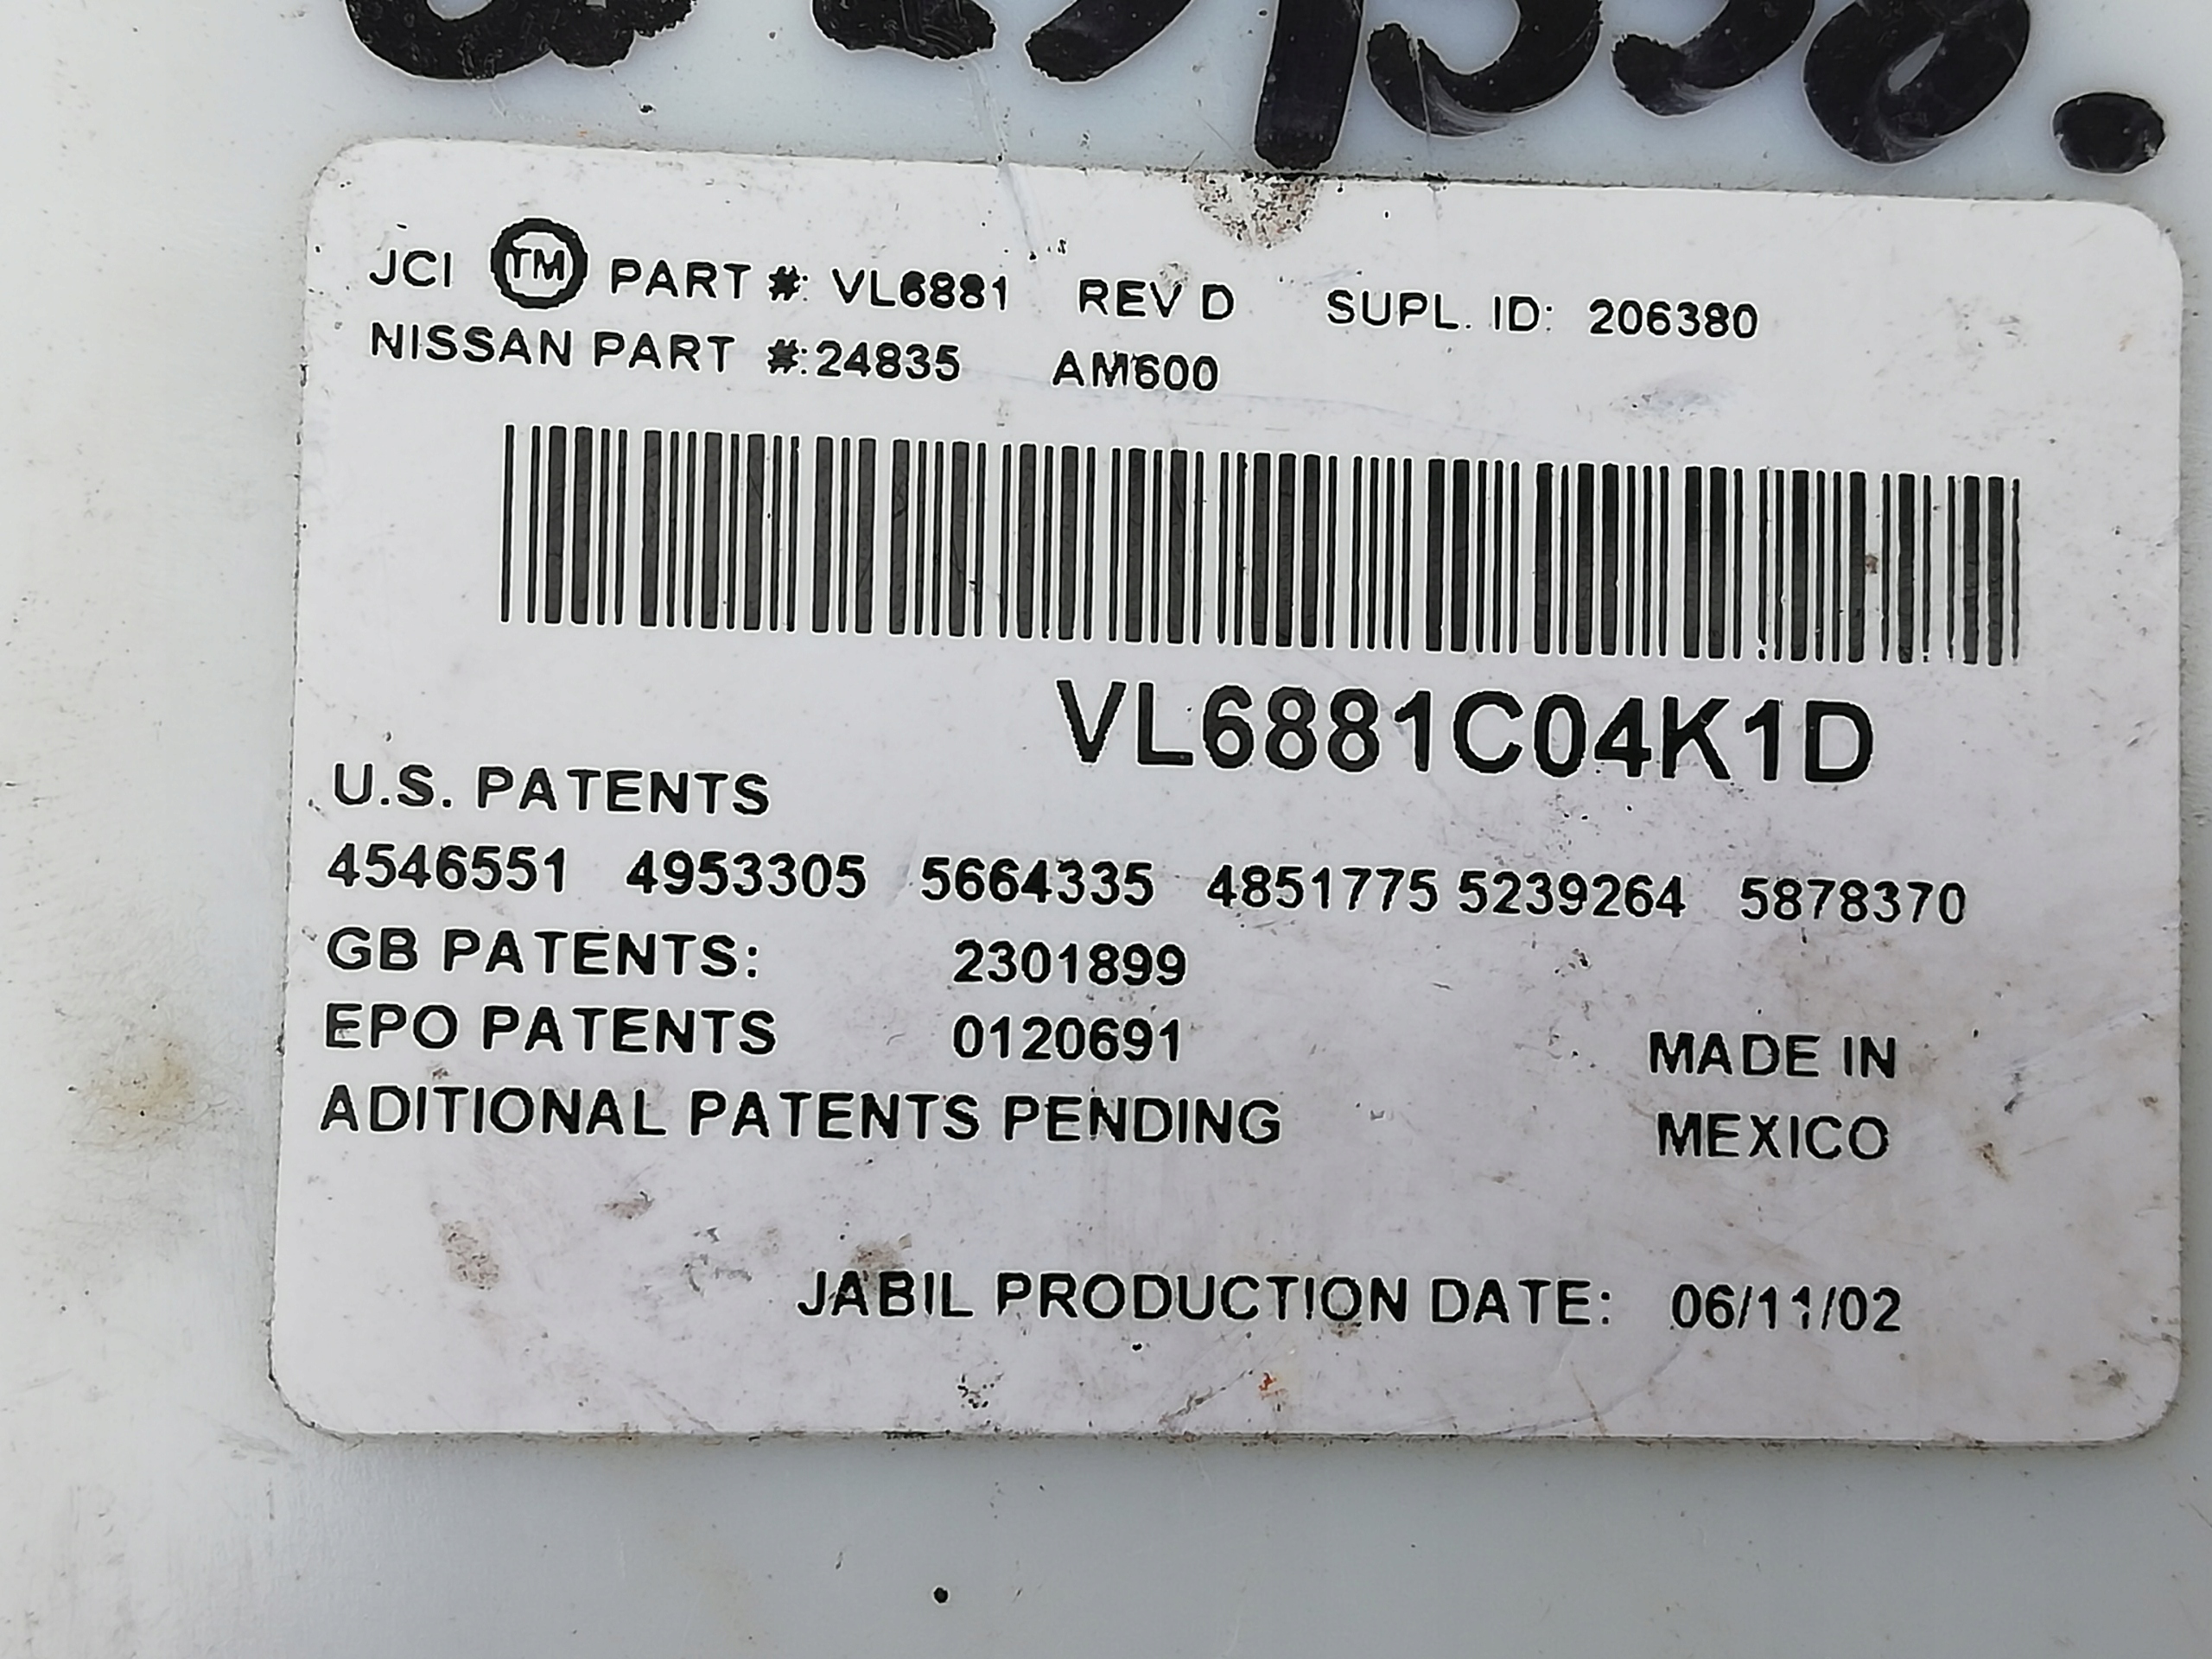 JCI TM PART #: VL6881 REV D SUPL. ID: 206380
NISSAN PART #:24835 AM600
VL6881C04K1D
U.S. PATENTS
4546551 4953305 5664335 4851775 5239264 5878370
GB PATENTS: 2301899
EPO PATENTS 0120691
ADITIONAL PATENTS PENDING
MADE IN
MEXICO
JABIL PRODUCTION DATE: 06/11/02